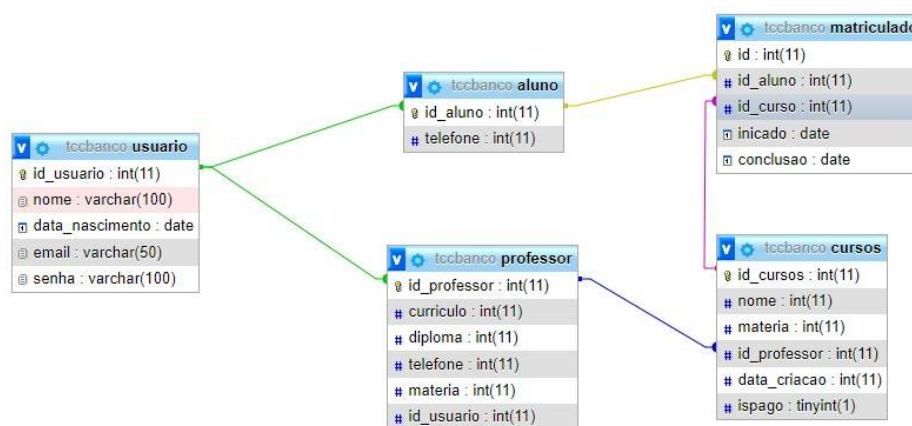 tccbanco usuario
id_usuario : int(11)
nome : varchar(100)
data_nascimento : date
email : varchar(50)
senha : varchar(100)
tccbanco aluno
id_aluno : int(11)
telefone : int(11)
tccbanco professor
id_professor : int(11)
curriculo : int(11)
diploma : int(11)
telefone : int(11)
materia : int(11)
id_usuario : int(11)
tccbanco matriculado
id : int(11)
id_aluno : int(11)
id_curso : int(11)
inicado : date
conclusao : date
tccbanco cursos
id_cursos : int(11)
nome : int(11)
materia : int(11)
id_professor : int(11)
data_criacao : int(11)
ispago : tinyint(1)